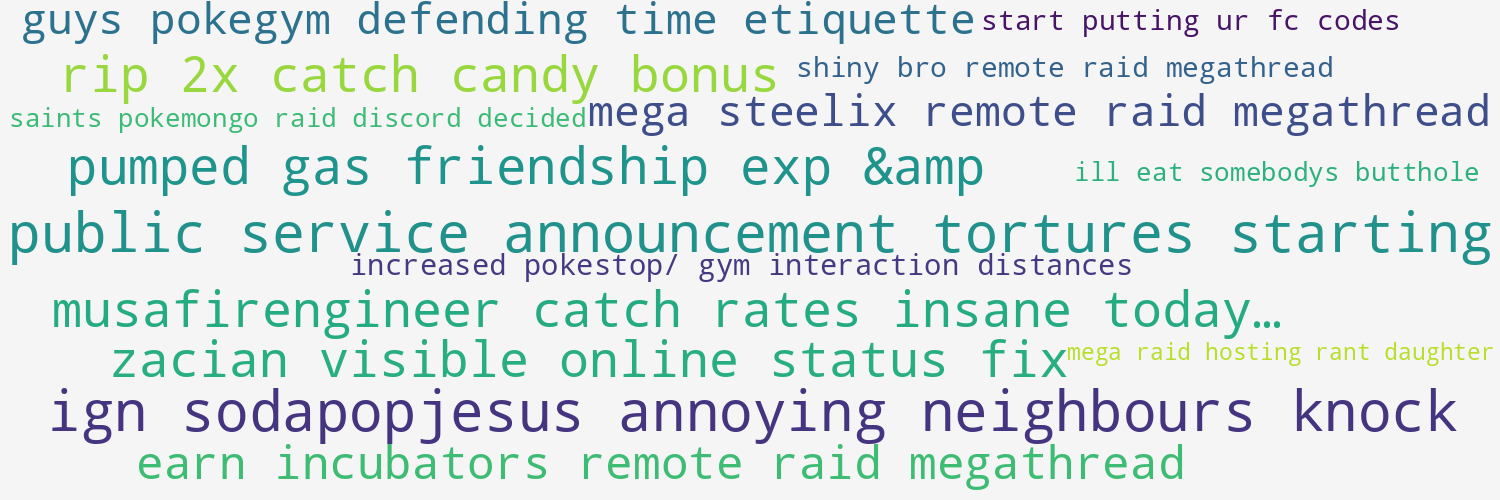 guys pokegym defending time etiquette
start putting ur fc codes
rip 2x catch candy bonus
shiny bro remote raid megathread
saints pokemongo raid discord decided
mega steelix remote raid megathread
pumped gas friendship exp &amp
ill eat somebodys butthole
public service announcement tortures starting
increased pokestop/ gym interaction distances
musafirengineer catch rates insane today…
zacian visible online status fix
mega raid hosting rant daughter
ign sodapopjesus annoying neighbours knock
earn incubators remote raid megathread